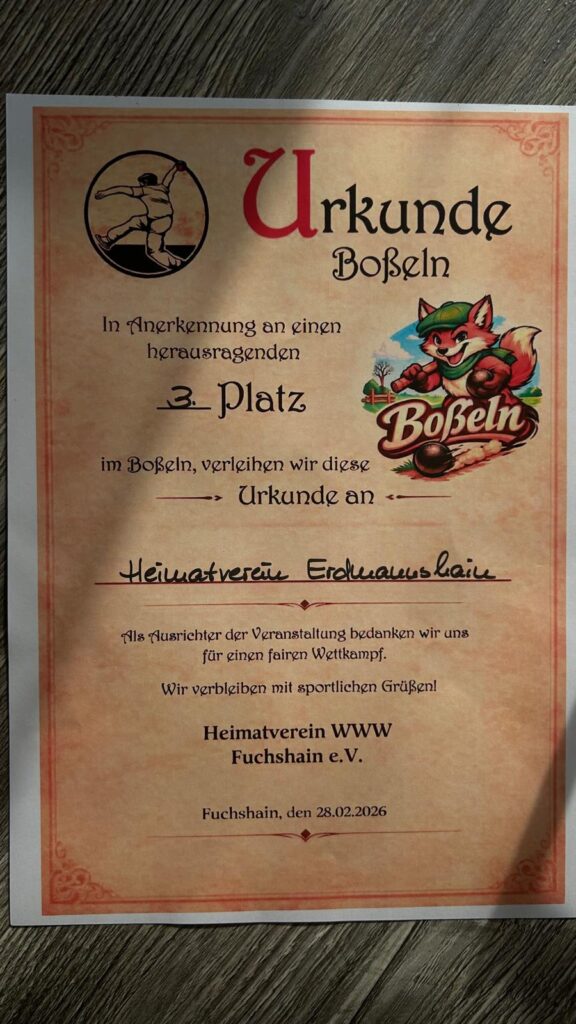 Urkunde
Boßeln
In Anerkennung an einen
herausragenden
3. Platz
Boßeln
im Boßeln, verleihen wir diese
Urkunde an
Heimatverein Erdmannshain
Als Ausrichter der Veranstaltung bedanken wir uns
für einen fairen Wettkampf.
Wir verbleiben mit sportlichen Grüßen!
Heimatverein WWW
Fuchshain e.V.
Fuchshain, den 28.02.2026